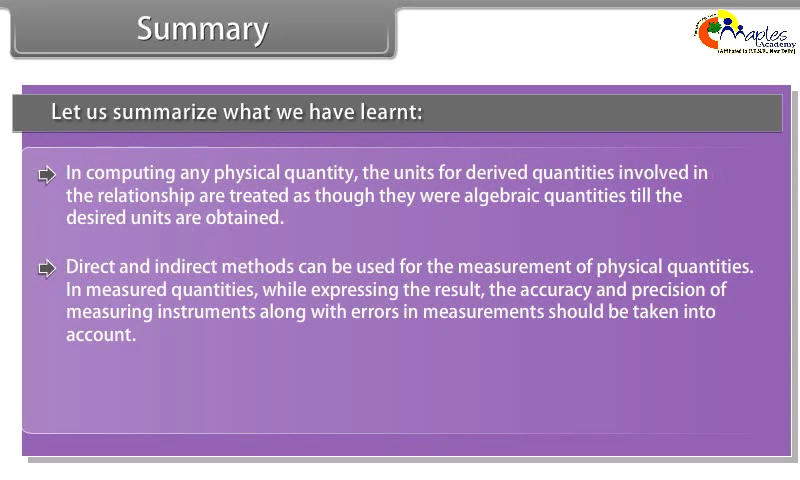 Summary
Maples
Academy
Let us summarize what we have learnt:
In computing any physical quantity, the units for derived quantities involved in
the relationship are treated as though they were algebraic quantities till the
desired units are obtained.
Direct and indirect methods can be used for the measurement of physical quantities.
In measured quantities, while expressing the result, the accuracy and precision of
measuring instruments along with errors in measurements should be taken into
account.